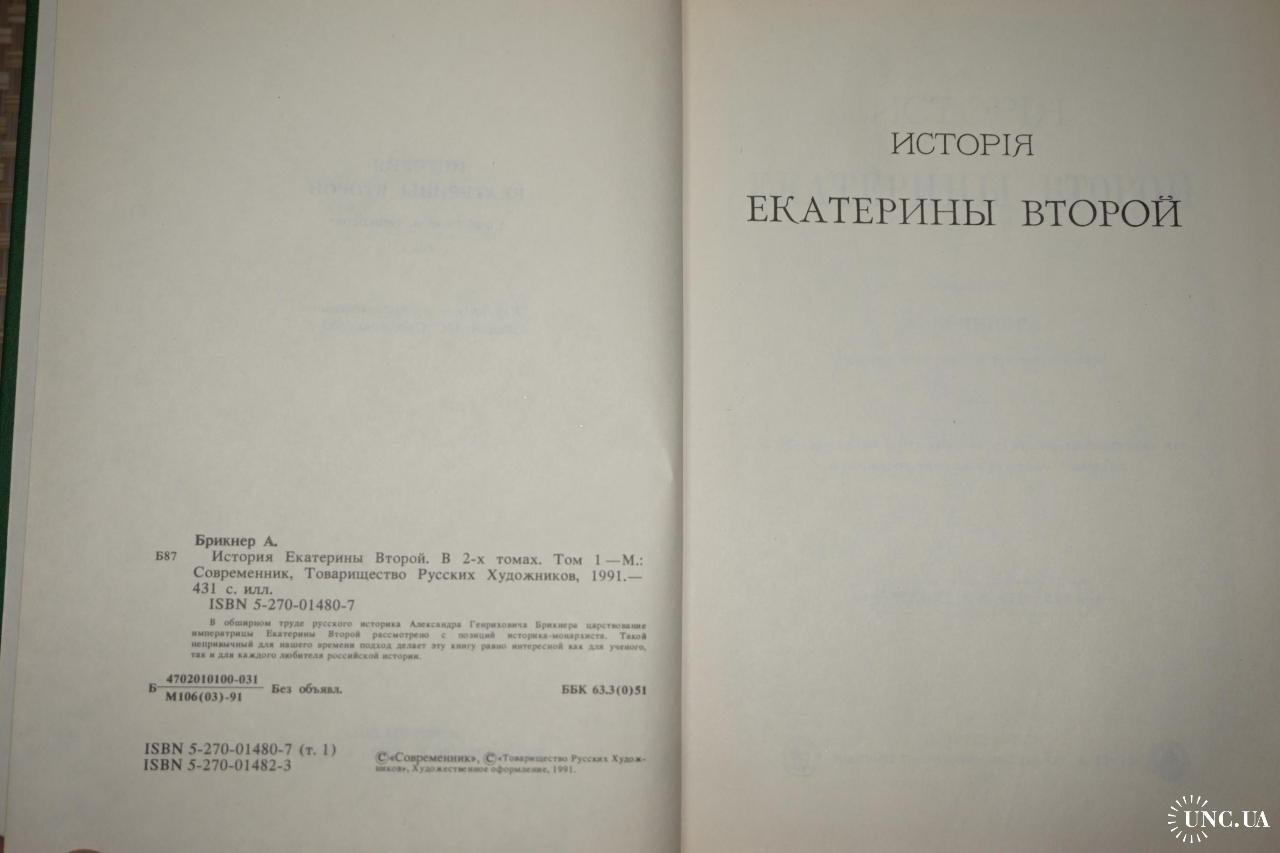 Брикнер А.
Б87 История Екатерины Второй. В 2-х томах. Том 1 — М.:
Современник, Товарищество Русских Художников, 1991.—
431 с. илл.
ISBN 5-270-01480-7
В обширном труде русского историка Александра Генриховича Брикнера царствование
императрицы Екатерины Второй рассмотрено с позиций историка-монархиста. Такой
непривычный для нашего времени подход делает эту книгу равно интересной как для ученого,
так и для каждого любителя российской истории.
Б 4702010100-031 Без объявл. ББК 63.3(0)51
М106(03)-91
ISBN 5-270-01480-7 (т. 1)
ISBN 5-270-01482-3
©«Современник», ©«Товарищество Русских Худож-
ников», Художественное оформление, 1991.
ИСТОРІЯ
ЕКАТЕРИНЫ ВТОРОЙ
UNC.UA